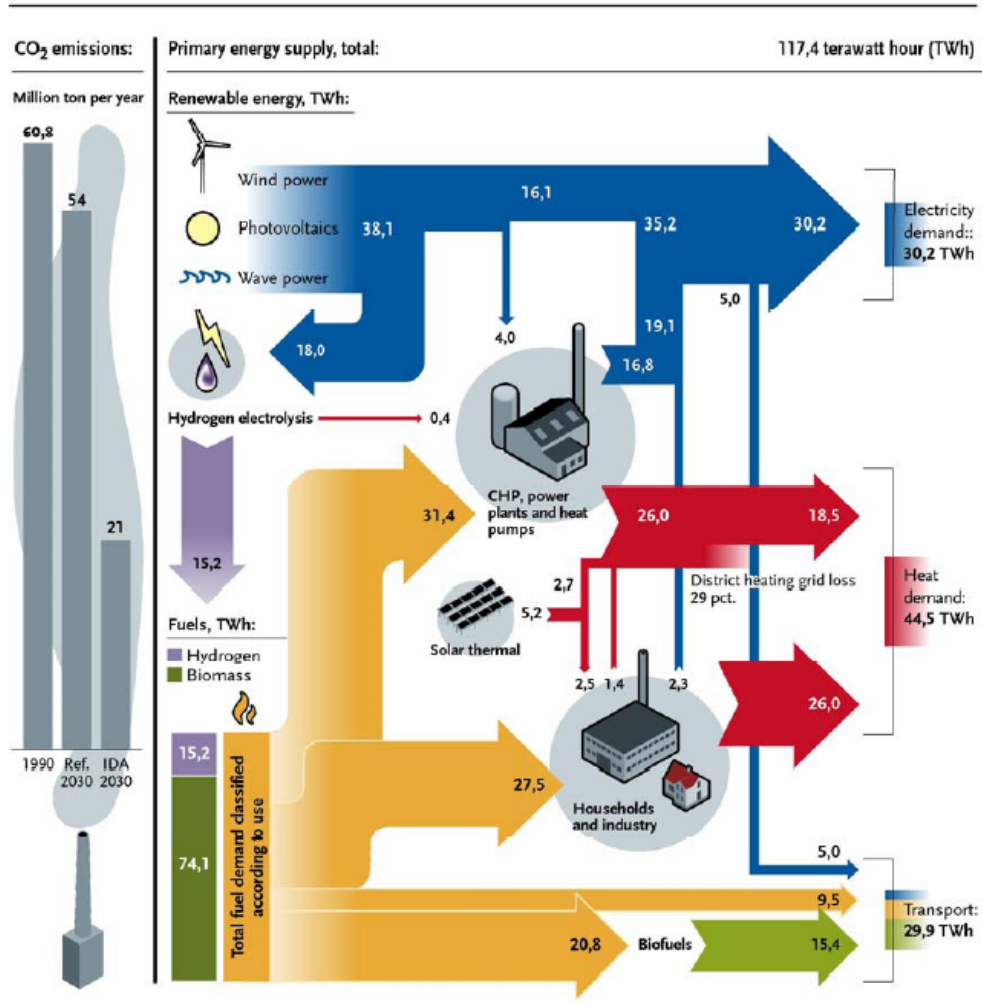 CO2 emissions:
Million ton per year
60,8
54
21
1990
Ref.
2030
IDA
2030
Primary energy supply, total:
117,4 terawatt hour (TWh)
Renewable energy, TWh:
Wind power
Photovoltaics
Wave power
38,1
16,1
35,2
30,2
Electricity
demand::
30,2 TWh
18,0
4,0
19,1
16,8
5,0
Hydrogen electrolysis
0,4
15,2
31,4
CHP, power
plants and heat
pumps
26,0
18,5
District heating grid loss
29 pct.
Heat
demand:
44,5 TWh
2,7
5,2
Solar thermal
2,5
1,4
2,3
26,0
Fuels, TWh:
Hydrogen
Biomass
15,2
74,1
Total fuel demand classified
according to use
27,5
Households
and industry
5,0
9,5
Transport:
29,9 TWh
20,8
Biofuels
15,4